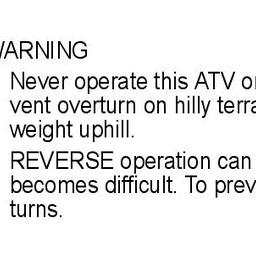 WARNING
Never operate this ATV o
vent overturn on hilly terra
weight uphill.
REVERSE operation can
becomes difficult. To prev
turns.